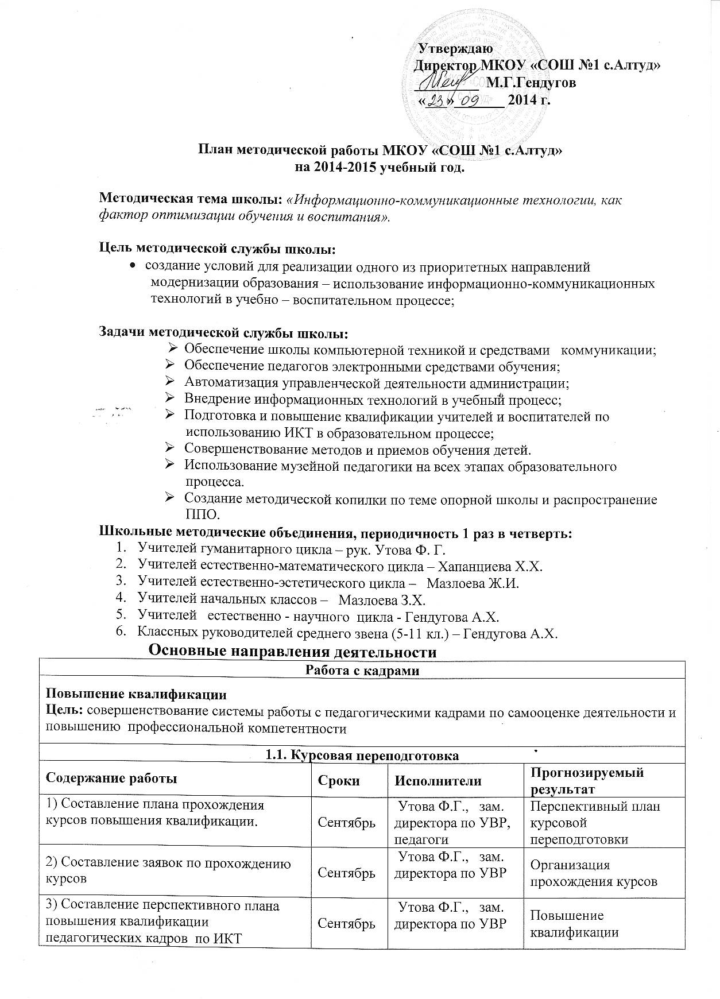 Утверждаю
Директор МКОУ «СОШ №1 с.Алтуд»
________ М.Г.Гендугов
«23» 09 2014 г.
План методической работы МКОУ «СОШ №1 с.Алтуд»
на 2014-2015 учебный год.
Методическая тема школы: «Информационно-коммуникационные технологии, как
фактор оптимизации обучения и воспитания».
Цель методической службы школы:
• создание условий для реализации одного из приоритетных направлений
модернизации образования – использование информационно-коммуникационных
технологий в учебно – воспитательном процессе;
Задачи методической службы школы:
➢ Обеспечение школы компьютерной техникой и средствами коммуникации;
➢ Обеспечение педагогов электронными средствами обучения;
➢ Автоматизация управленческой деятельности администрации;
➢ Внедрение информационных технологий в учебный процесс;
➢ Подготовка и повышение квалификации учителей и воспитателей по
использованию ИКТ в образовательном процессе;
➢ Совершенствование методов и приемов обучения детей.
➢ Использование музейной педагогики на всех этапах образовательного
процесса.
➢ Создание методической копилки по теме опорной школы и распространение
ППО.
Школьные методические объединения, периодичность 1 раз в четверть:
1. Учителей гуманитарного цикла – рук. Утова Ф. Г.
2. Учителей естественно-математического цикла – Хапанциева Х.Х.
3. Учителей естественно-эстетического цикла – Мазлоева Ж.И.
4. Учителей начальных классов – Мазлоева З.Х.
5. Учителей естественно - научного цикла - Гендугова А.Х.
6. Классных руководителей среднего звена (5-11 кл.) – Гендугова А.Х.
Основные направления деятельности
Работа с кадрами
Повышение квалификации
Цель: совершенствование системы работы с педагогическими кадрами по самооценке деятельности и
повышению профессиональной компетентности
1.1. Курсовая переподготовка
Содержание работы
Сроки
Исполнители
Прогнозируемый
результат
1) Составление плана прохождения
курсов повышения квалификации.
Сентябрь
Утова Ф.Г., зам.
директора по УВР,
педагоги
Перспективный план
курсовой
переподготовки
2) Составление заявок по прохождению
курсов
Сентябрь
Утова Ф.Г., зам.
директора по УВР
Организация
прохождения курсов
3) Составление перспективного плана
повышения квалификации
педагогических кадров по ИКТ
Сентябрь
Утова Ф.Г., зам.
директора по УВР
Повышение
квалификации